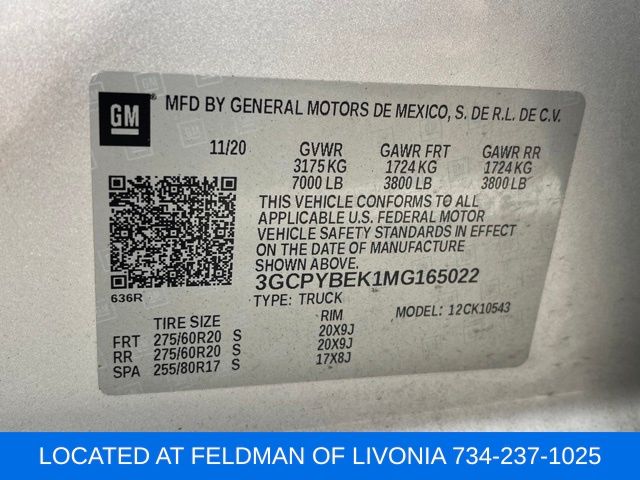 GM
MFD BY GENERAL MOTORS DE MEXICO, S. DE R.L. DE C.V.
11/20 GVWR GAWR FRT GAWR RR
3175 KG 1724 KG 1724 KG
7000 LB 3800 LB 3800 LB
THIS VEHICLE CONFORMS TO ALL
APPLICABLE U.S. FEDERAL MOTOR
VEHICLE SAFETY STANDARDS IN EFFECT
ON THE DATE OF MANUFACTURE
SHOWN ABOVE.
3GCPYBEK1MG165022
636R
TYPE: TRUCK MODEL: 12CK10543
TIRE SIZE RIM
FRT 275/60R20 S 20X9J
RR 275/60R20 S 20X9J
SPA 255/80R17 S 17X8J
LOCATED AT FELDMAN OF LIVONIA 734-237-1025